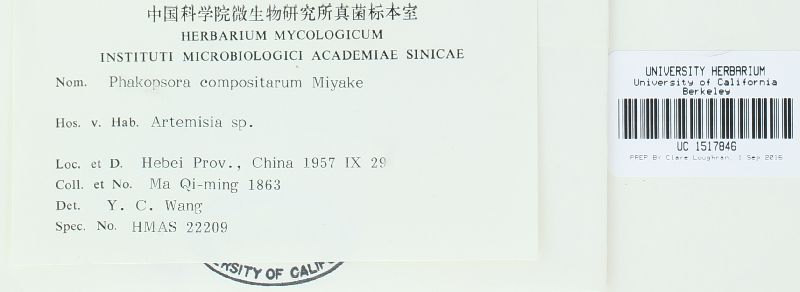 中国科学院微生物研究所真菌标本室
HERBARIUM MYCOLOGICUM
INSTITUTI MICROBIOLOGICI ACADEMIAE SINICAE
Nom. Phakopsora compositarum Miyake
Hos. v. Hab. Artemisia sp.
Loc. et D. Hebei Prov., China 1957 IX 29
Coll. et No. Ma Qi-ming 1863
Det. Y. C. Wang
Spec. No. HMAS 22209
OF
UNIVERSITY HERBARIUM
University of California
Berkeley
UC 1517846
PREP BY Clare Loughran, 1 Sep 2016